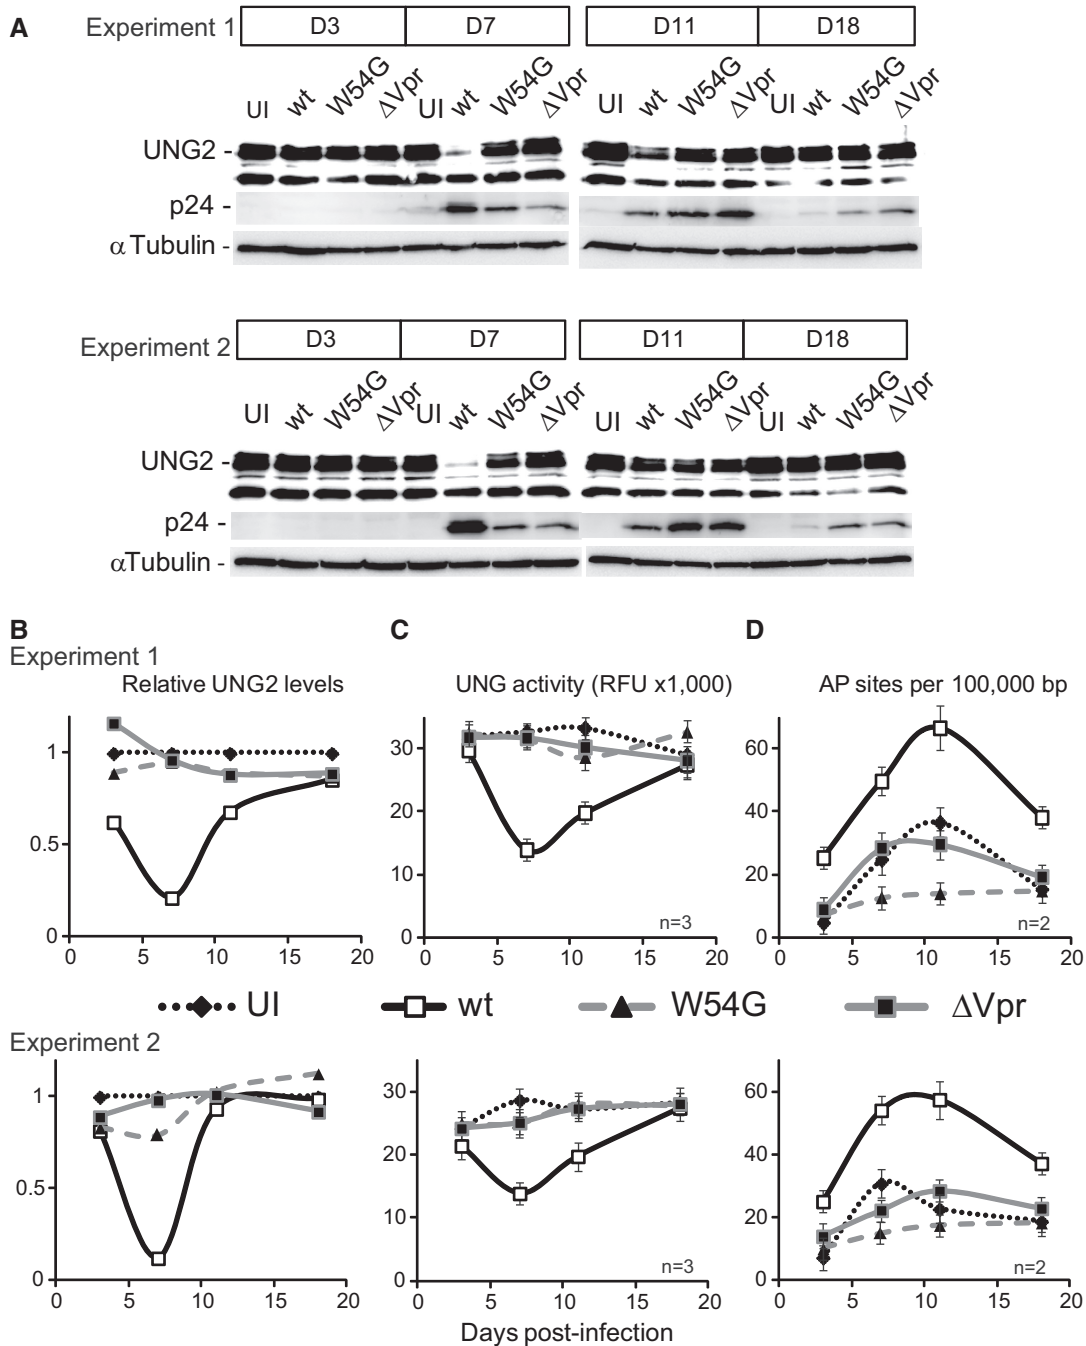 A
Experiment 1
D3 D7 D11 D18
UI wt W54G ΔVpr UI wt W54G ΔVpr UI wt W54G ΔVpr UI wt W54G ΔVpr
UNG2 -
p24 -
α Tubulin -
Experiment 2
D3 D7 D11 D18
UI wt W54G ΔVpr UI wt W54G ΔVpr UI wt W54G ΔVpr UI wt W54G ΔVpr
UNG2 -
p24 -
αTubulin -
B C D
Experiment 1
Relative UNG2 levels UNG activity (RFU x1,000) AP sites per 100,000 bp
1 30 60
0.5 20 40
10 20
n=3 n=2
0 0 0
0 5 10 15 20 0 5 10 15 20 0 5 10 15 20
UI wt W54G ΔVpr
Experiment 2
1 30 60
0.5 20 40
10 20
n=3 n=2
0 0 0
0 5 10 15 20 0 5 10 15 20 0 5 10 15 20
Days post-infection